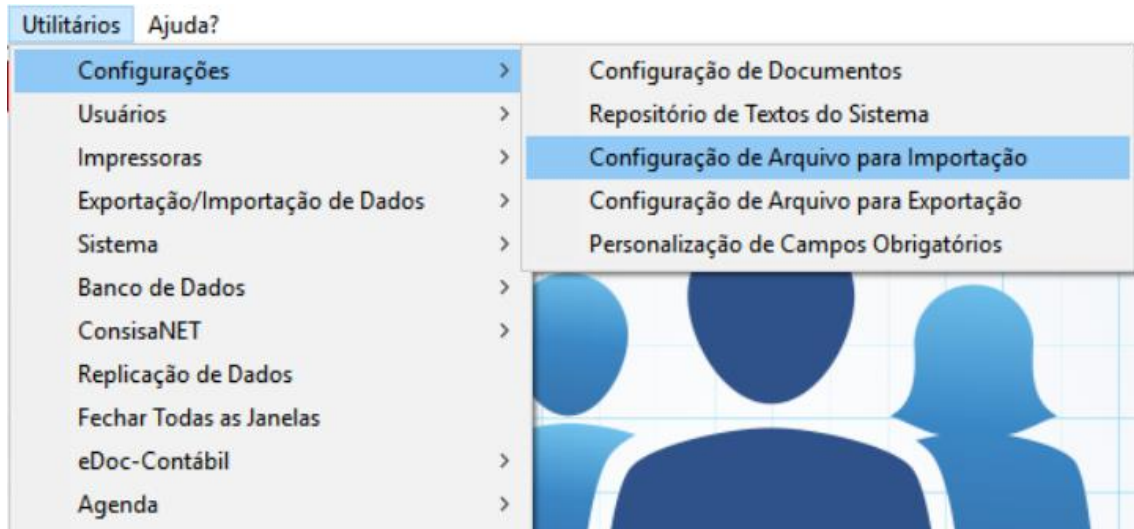 Utilitários Ajuda?
Configurações
Usuários
Impressoras
Exportação/Importação de Dados
Sistema
Banco de Dados
ConsisaNET
Replicação de Dados
Fechar Todas as Janelas
eDoc-Contábil
Agenda
Configuração de Documentos
Repositório de Textos do Sistema
Configuração de Arquivo para Importação
Configuração de Arquivo para Exportação
Personalização de Campos Obrigatórios